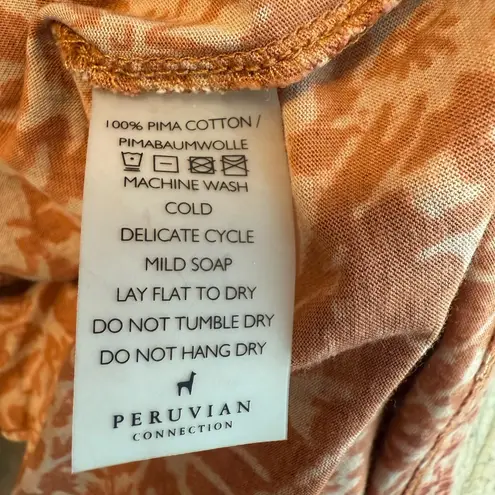 100% PIMA COTTON /
PIMABAUMWOLLE
MACHINE WASH
COLD
DELICATE CYCLE
MILD SOAP
LAY FLAT TO DRY
DO NOT TUMBLE DRY
DO NOT HANG DRY
PERUVIAN
CONNECTION